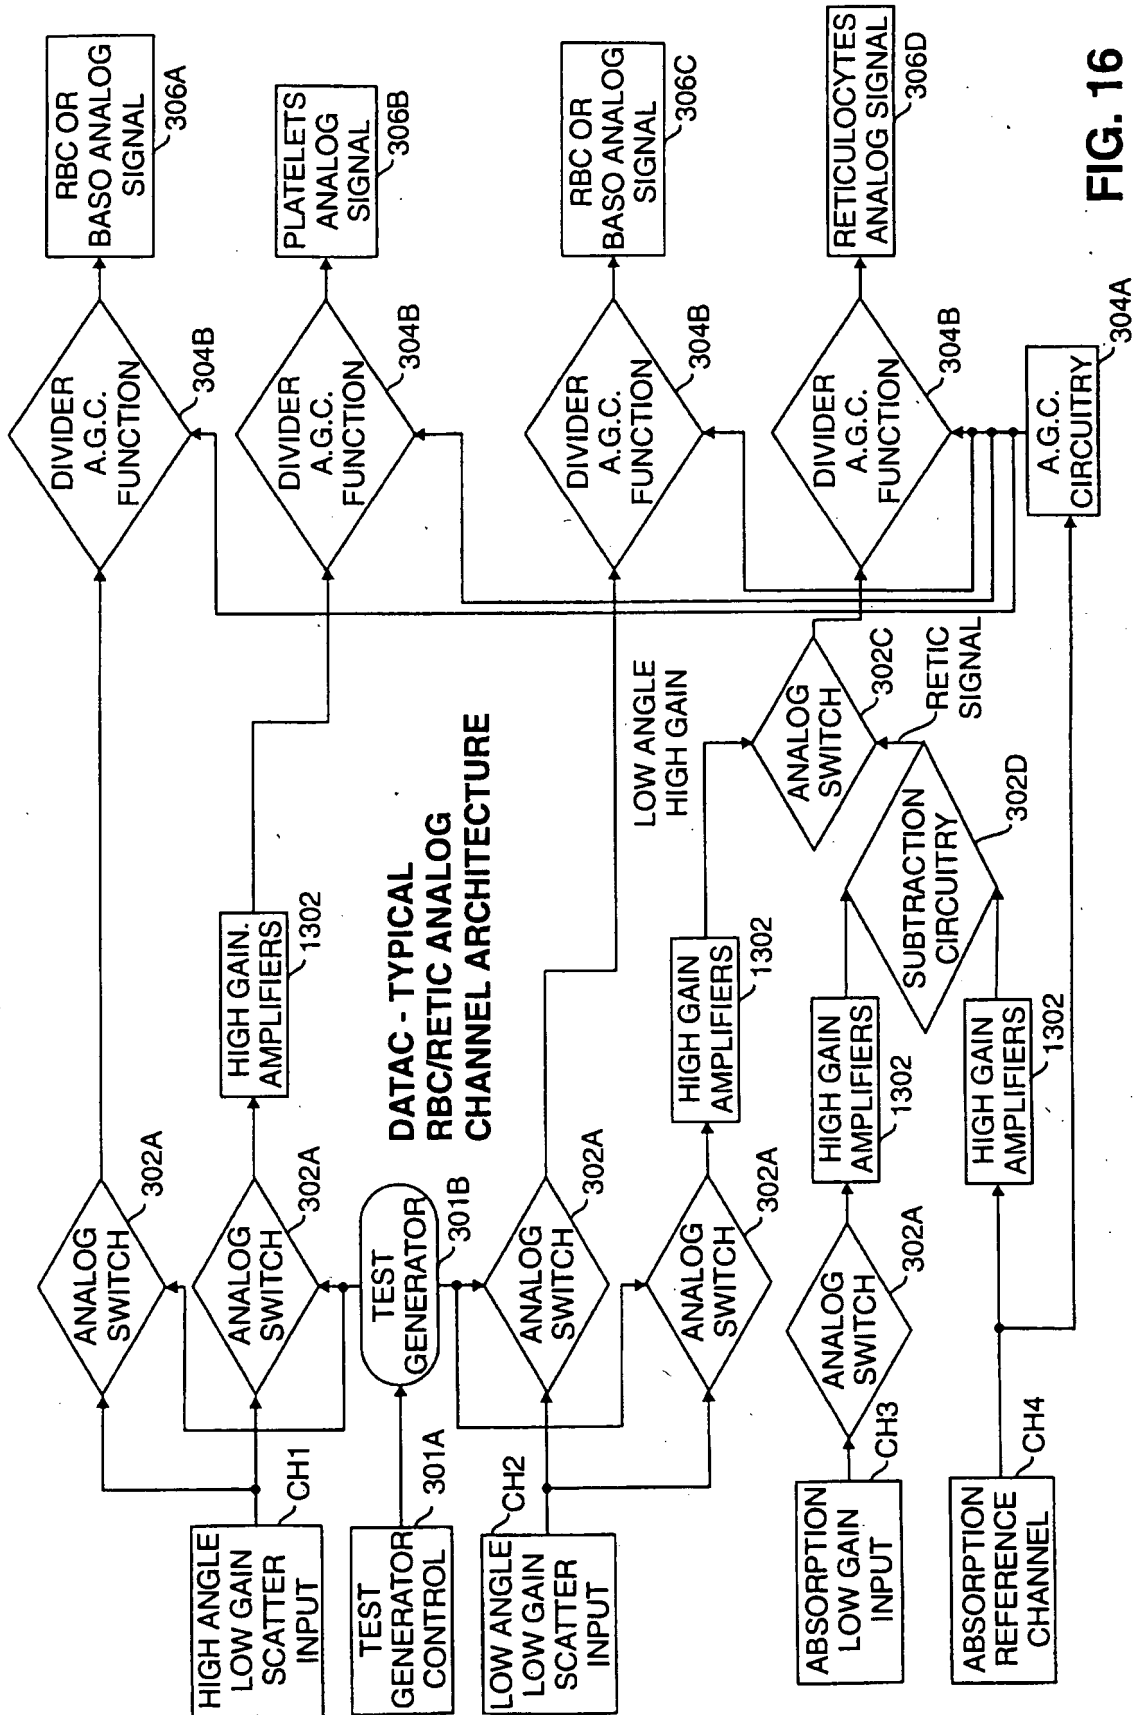 HIGH ANGLE
LOW GAIN
SCATTER
INPUT
CH1
TEST
GENERATOR
CONTROL
301A
LOW ANGLE
LOW GAIN
SCATTER
INPUT
CH2
ABSORPTION
LOW GAIN
INPUT
CH3
ABSORPTION
REFERENCE
CHANNEL
CH4
ANALOG
SWITCH
302A
ANALOG
SWITCH
302A
TEST
GENERATOR
301B
ANALOG
SWITCH
302A
ANALOG
SWITCH
302A
ANALOG
SWITCH
302A
HIGH GAIN.
AMPLIFIERS
1302
DATAC - TYPICAL
RBC/RETIC ANALOG
CHANNEL ARCHITECTURE
HIGH GAIN
AMPLIFIERS
1302
HIGH GAIN
AMPLIFIERS
1302
HIGH GAIN
AMPLIFIERS
1302
LOW ANGLE
HIGH GAIN
ANALOG
SWITCH
302C
RETIC
SIGNAL
SUBTRACTION
CIRCUITRY
302D
DIVIDER
A.G.C.
FUNCTION
304B
DIVIDER
A.G.C.
FUNCTION
304B
DIVIDER
A.G.C.
FUNCTION
304B
DIVIDER
A.G.C.
FUNCTION
304B
A.G.C.
CIRCUITRY
304A
RBC OR
BASO ANALOG
SIGNAL
306A
PLATELETS
ANALOG
SIGNAL
306B
RBC OR
BASO ANALOG
SIGNAL
306C
RETICULOCYTES
ANALOG SIGNAL
306D
FIG. 16